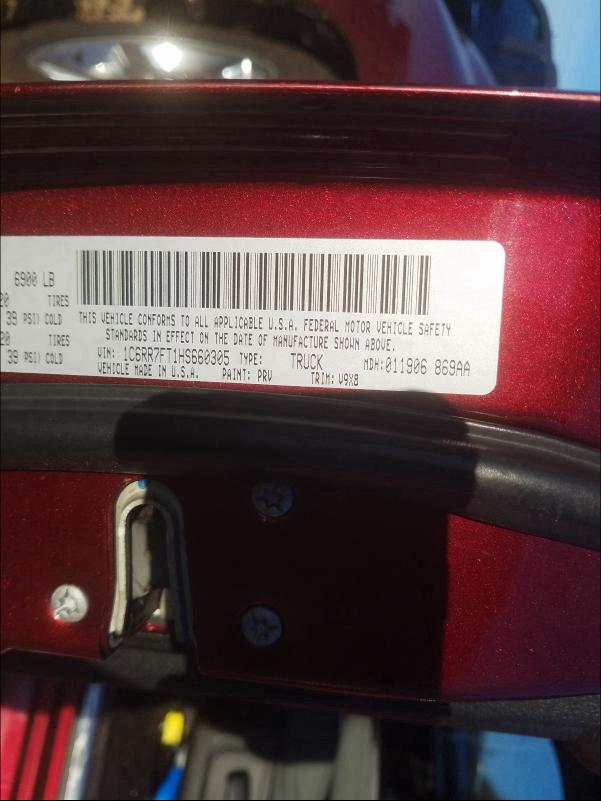 6900 LB
20 TIRES
39 PSI) COLD
20 TIRES
39 PSI) COLD
THIS VEHICLE CONFORMS TO ALL APPLICABLE U.S.A. FEDERAL MOTOR VEHICLE SAFETY
STANDARDS IN EFFECT ON THE DATE OF MANUFACTURE SHOWN ABOVE.
VIN: 1C6RR7FT1HS660305 TYPE: TRUCK MDH:011906 869AA
VEHICLE MADE IN U.S.A. PAINT: PRV TRIM: V9X8